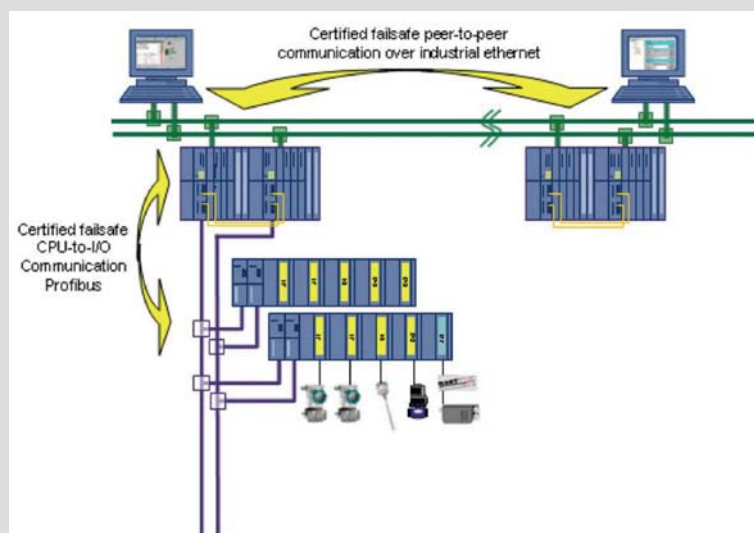 Certified failsafe peer-to-peer
communication over industrial ethernet
Certified failsafe
CPU-to-I/O
Communication
Profibus